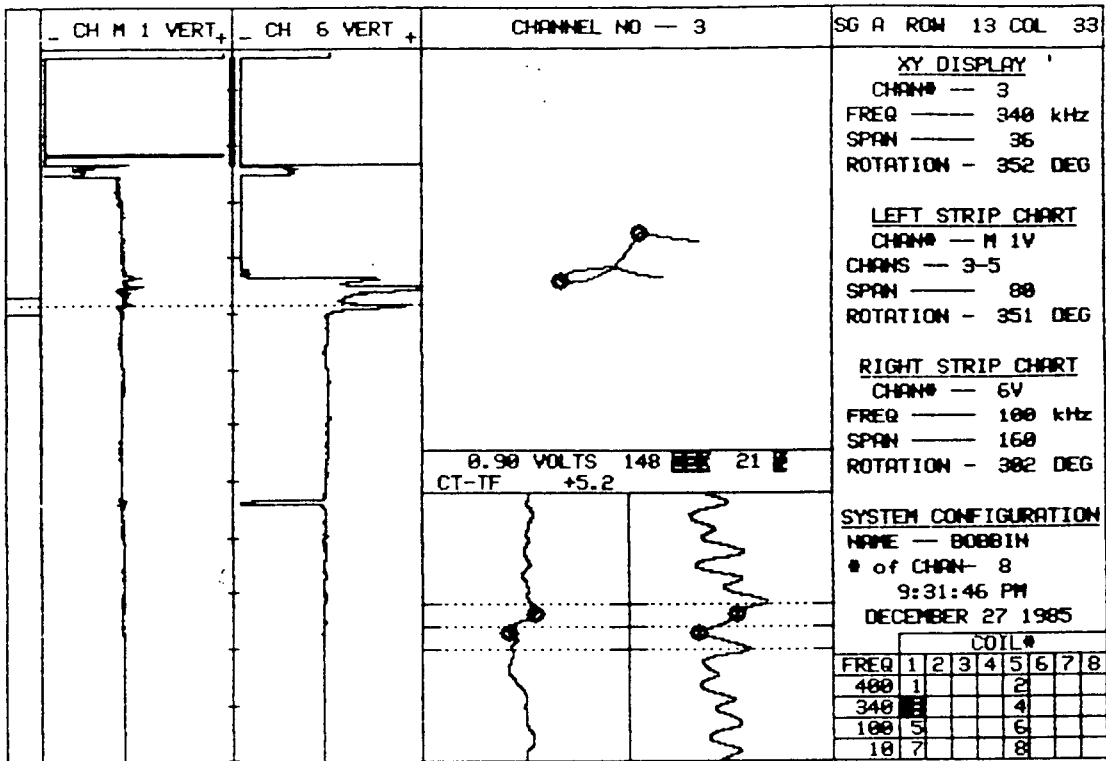 _ CH M 1 VERT +
_ CH 6 VERT +
CHANNEL NO -- 3
SG A ROW 13 COL 33
XY DISPLAY
CHAN# -- 3
FREQ ---- 340 kHz
SPAN ---- 36
ROTATION - 352 DEG
LEFT STRIP CHART
CHAN# -- M 1V
CHANS -- 3-5
SPAN ---- 80
ROTATION - 351 DEG
RIGHT STRIP CHART
CHAN# -- 6V
FREQ ---- 100 kHz
SPAN ---- 160
ROTATION - 302 DEG
0.90 VOLTS 148 21
CT-TF +5.2
SYSTEM CONFIGURATION
NAME -- BOBBIN
# of CHAN- 8
9:31:46 PM
DECEMBER 27 1985
COIL#
FREQ 1 2 3 4 5 6 7 8
400 1 2
340 4
100 5 6
10 7 8